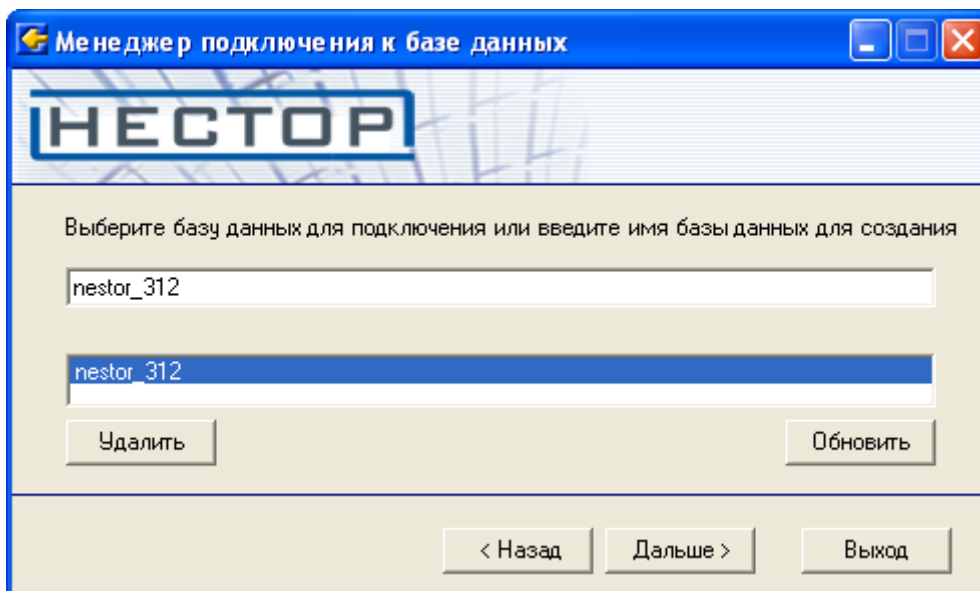 Менеджер подключения к базе данных
НЕСТОР
Выберите базу данных для подключения или введите имя базы данных для создания
nestor_312
nestor_312
Удалить
Обновить
< Назад
Дальше >
Выход